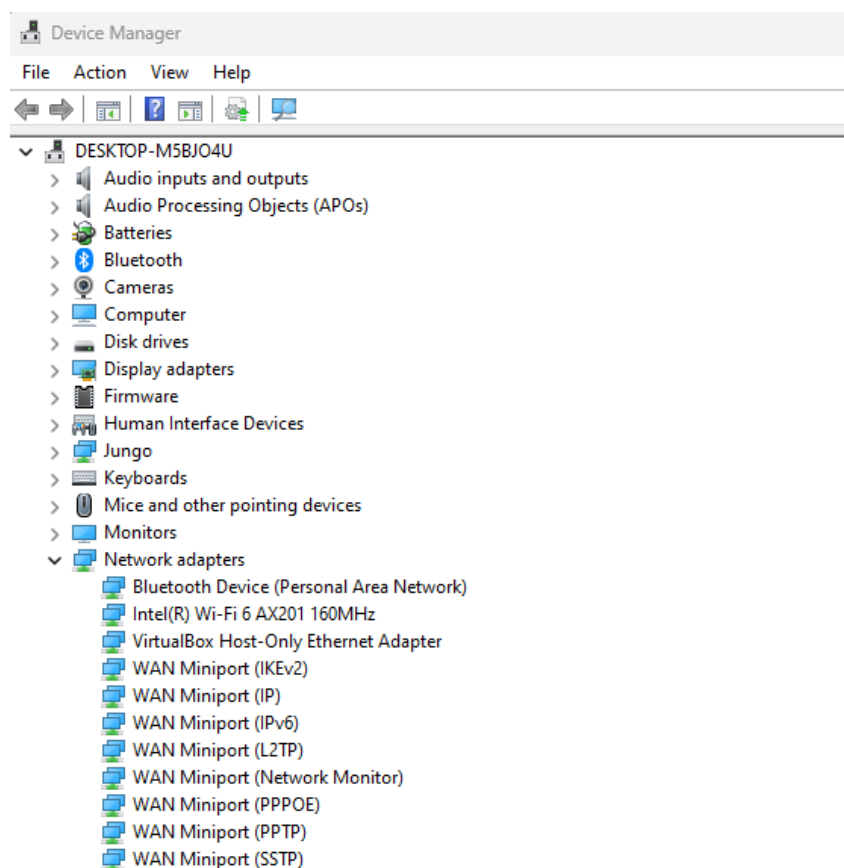 Device Manager
File Action View Help
DESKTOP-M5BJO4U
Audio inputs and outputs
Audio Processing Objects (APOs)
Batteries
Bluetooth
Cameras
Computer
Disk drives
Display adapters
Firmware
Human Interface Devices
Jungo
Keyboards
Mice and other pointing devices
Monitors
Network adapters
Bluetooth Device (Personal Area Network)
Intel(R) Wi-Fi 6 AX201 160MHz
VirtualBox Host-Only Ethernet Adapter
WAN Miniport (IKEv2)
WAN Miniport (IP)
WAN Miniport (IPv6)
WAN Miniport (L2TP)
WAN Miniport (Network Monitor)
WAN Miniport (PPPOE)
WAN Miniport (PPTP)
WAN Miniport (SSTP)